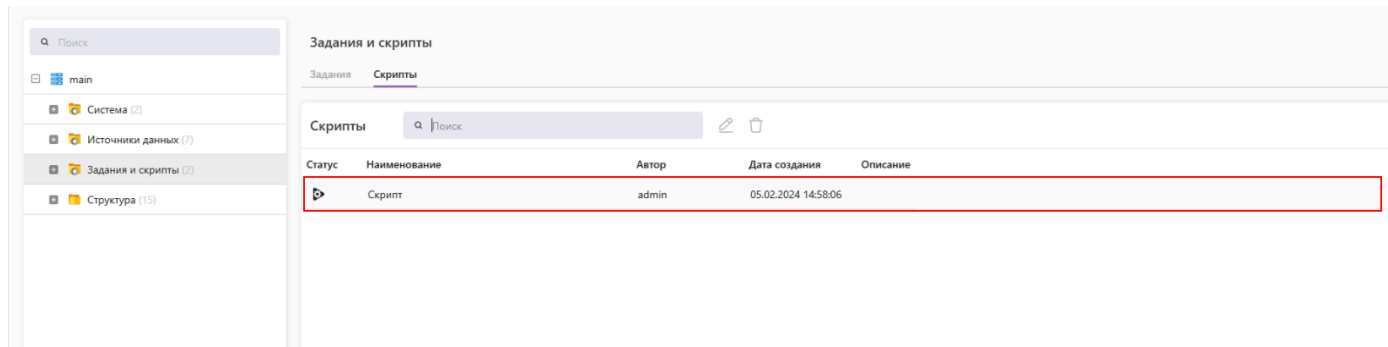 Поиск
main
Система (2)
Источники данных (7)
Задания и скрипты (2)
Структура (15)
Задания и скрипты
Задания Скрипты
Скрипты Поиск
Статус Наименование Автор Дата создания Описание
Скрипт admin 05.02.2024 14:58:06